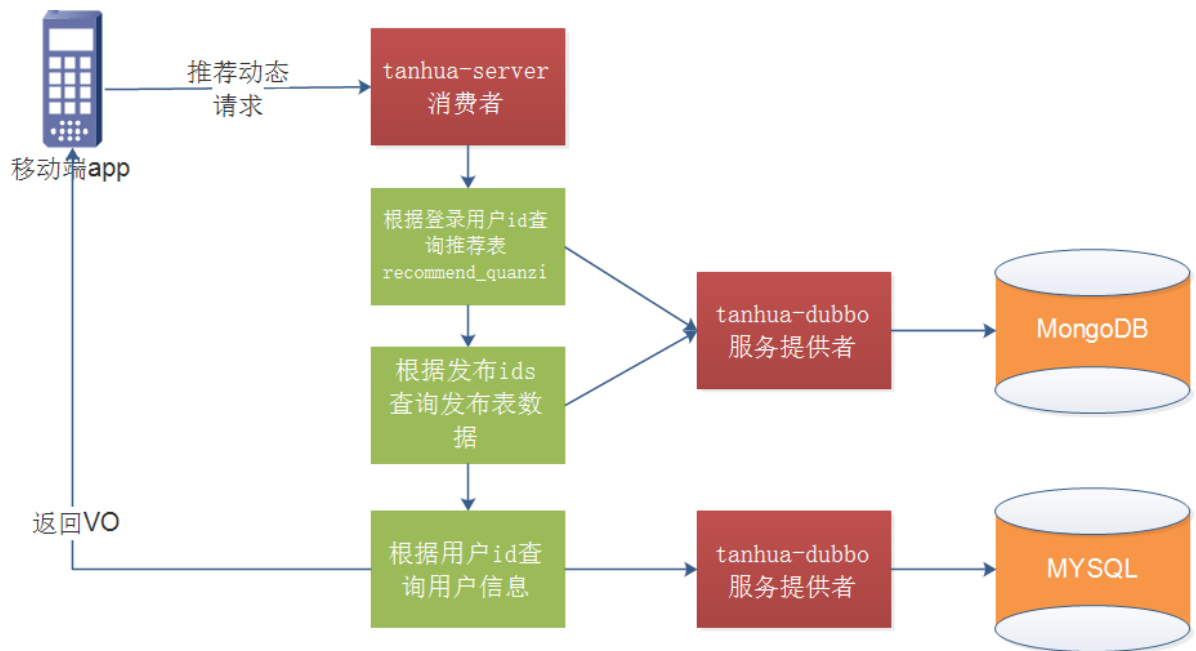 推荐动态
请求
移动端app
tanhua-server
消费者
根据登录用户id查
询推荐表
recommend_quanzi
根据发布ids
查询发布表数
据
tanhua-dubbo
服务提供者
MongoDB
返回VO
根据用户id查
询用户信息
tanhua-dubbo
服务提供者
MYSQL